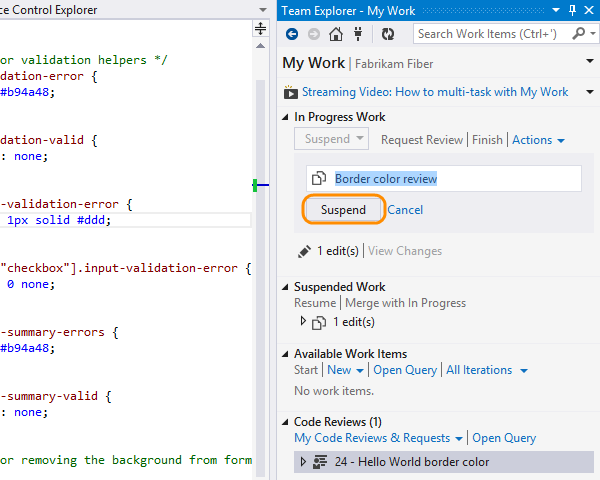 ce Control Explorer
or validation helpers */
dation-error {
#b94a48;
dation-valid {
: none;
-validation-error {
1px solid #ddd;
"checkbox"].input-validation-error {
0 none;
-summary-errors {
#b94a48;
-summary-valid {
: none;
or removing the background from form
Team Explorer - My Work
Search Work Items (Ctrl+')
My Work | Fabrikam Fiber
Streaming Video: How to multi-task with My Work
In Progress Work
Suspend | Request Review | Finish | Actions
Border color review
Suspend Cancel
1 edit(s) | View Changes
Suspended Work
Resume | Merge with In Progress
1 edit(s)
Available Work Items
Start | New | Open Query | All Iterations
No work items.
Code Reviews (1)
My Code Reviews & Requests | Open Query
24 - Hello World border color